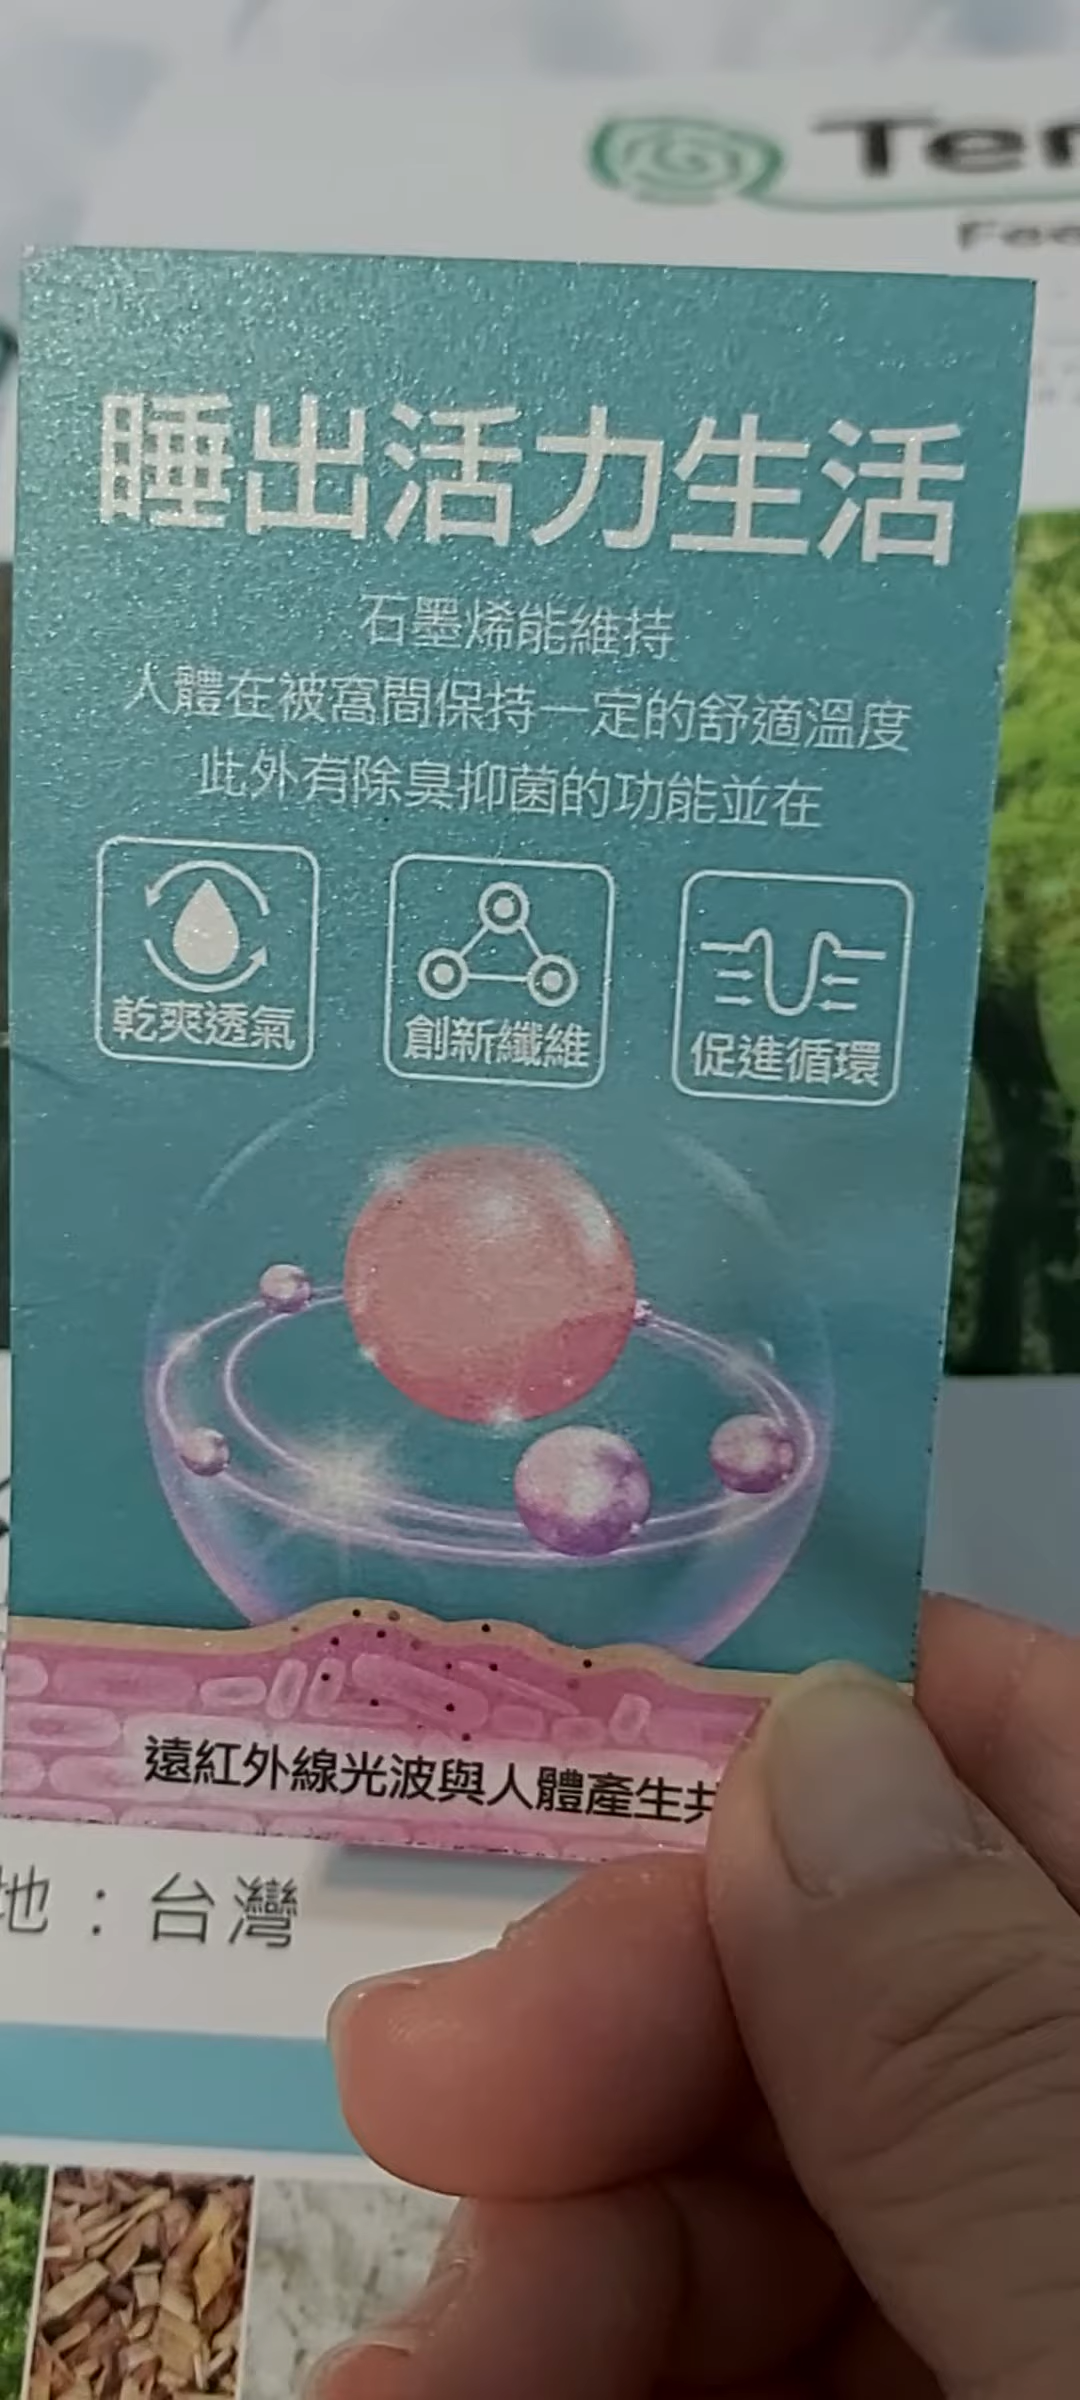 睡出活力生活
石墨烯能維持
人體在被窩間保持一定的舒適溫度
此外有除臭抑菌的功能並在
乾爽透氣
創新纖維
促進循環
遠紅外線光波與人體產生共
地：台灣